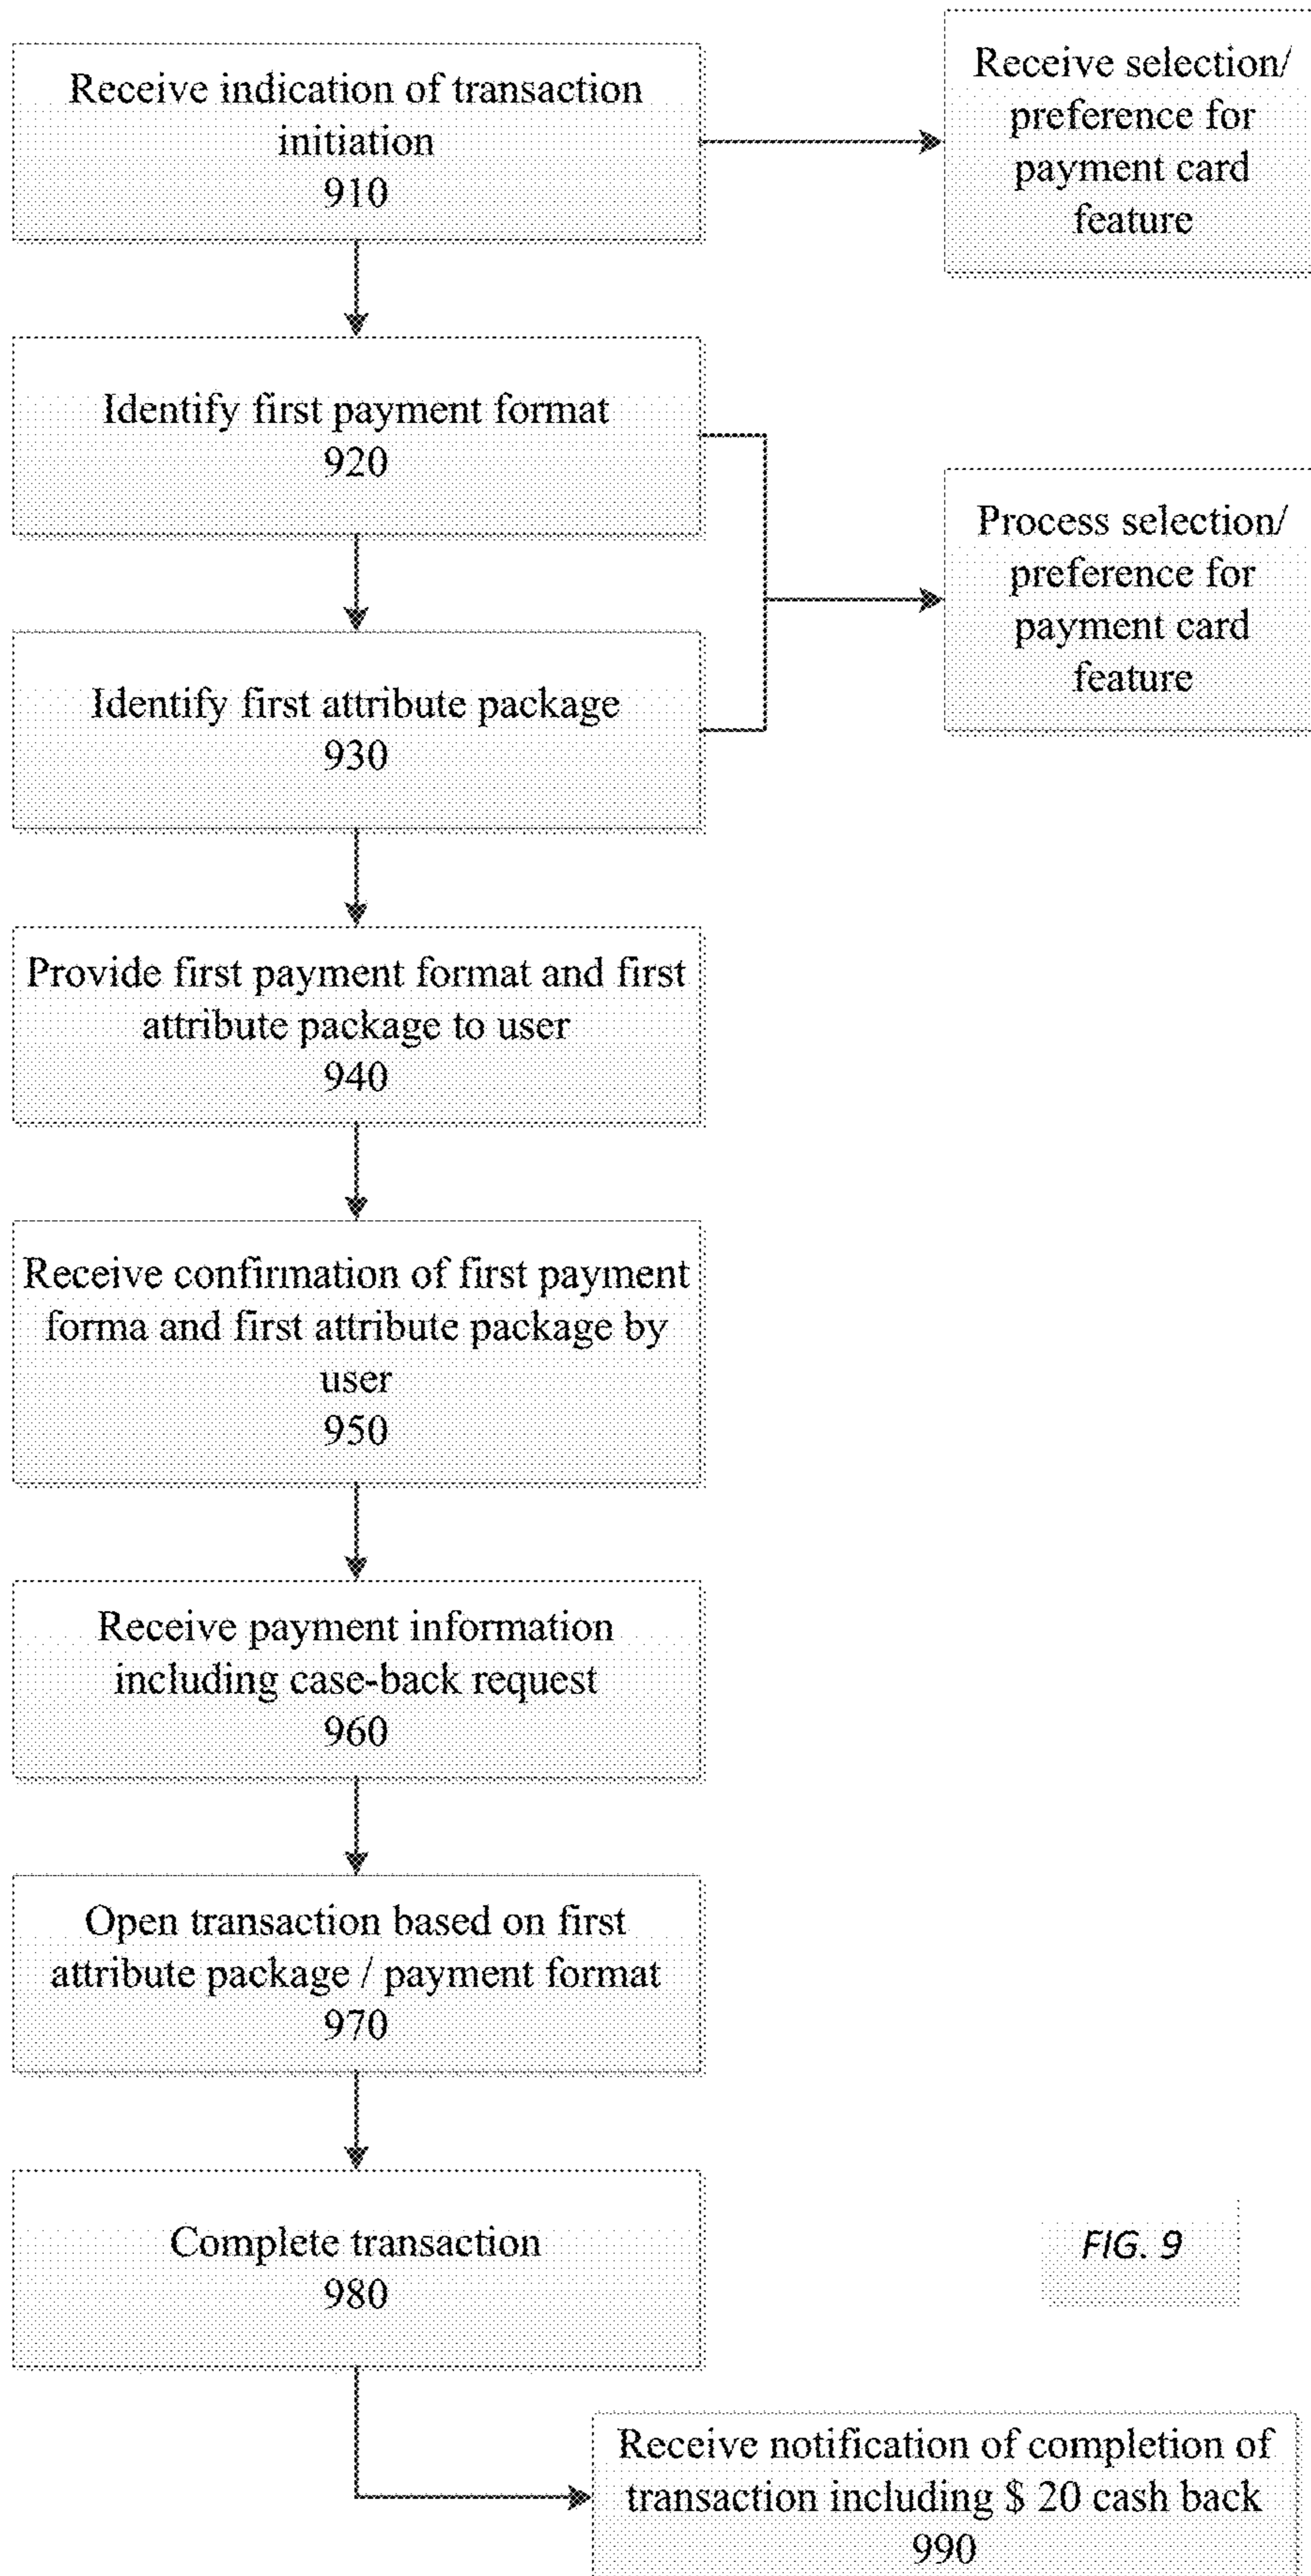 Receive indication of transaction
initiation
910
Receive selection/
preference for
payment card
feature
Identify first payment format
920
Process selection/
preference for
payment card
feature
Identify first attribute package
930
Provide first payment format and first
attribute package to user
940
Receive confirmation of first payment
forma and first attribute package by
user
950
Receive payment information
including case-back request
960
Open transaction based on first
attribute package / payment format
970
Complete transaction
980
FIG. 9
Receive notification of completion of
transaction including $ 20 cash back
990